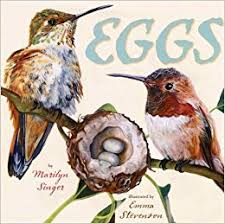 EGGS
by
Marilyn
Singer
illustrated by
Emma
Stevenson